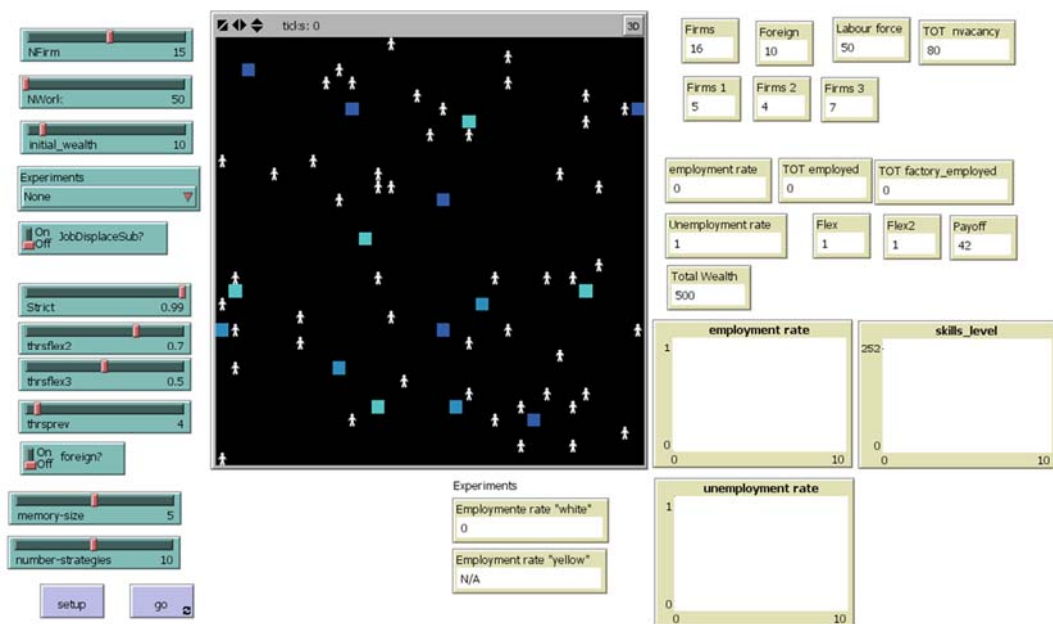 ticks: 0
3D
NFirm 15
NWork: 50
initial_wealth 10
Experiments
None
On
Off
JobDisplaceSub?
Strict 0.99
thrsflex2 0.7
thrsflex3 0.5
thrsprev 4
On
Off
foreign?
memory-size 5
number-strategies 10
setup
go
Firms
16
Foreign
10
Labour force
50
TOT nvacancy
80
Firms 1
5
Firms 2
4
Firms 3
7
employment rate
0
TOT employed
0
TOT factory_employed
0
Unemployment rate
1
Flex
1
Flex2
1
Payoff
42
Total Wealth
500
employment rate
1
0
0 10
skills_level
252
0
0 10
Experiments
Employmente rate "white"
0
Employment rate "yellow"
N/A
unemployment rate
1
0
0 10